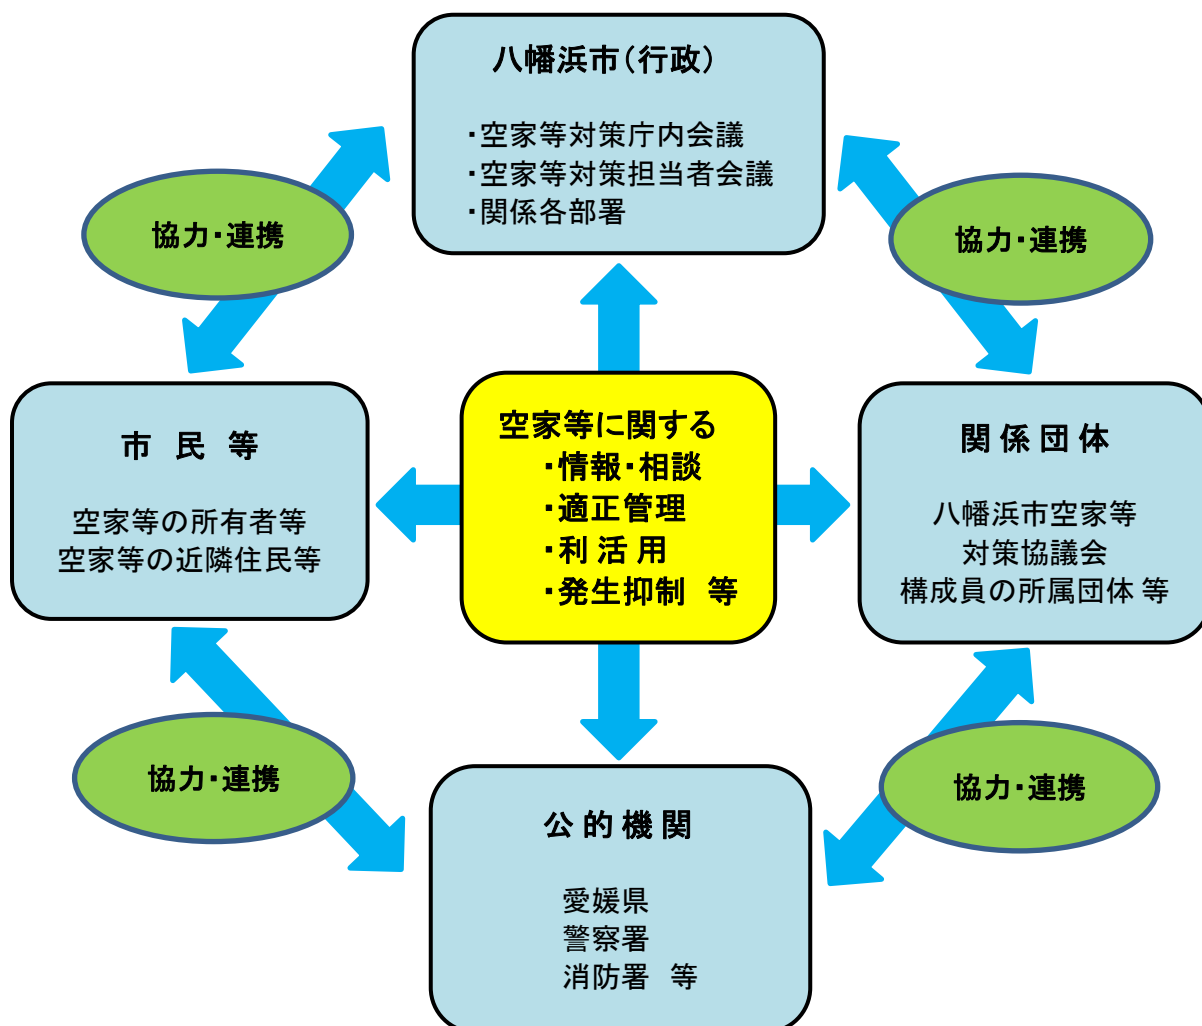 八幡浜市(行政)
・空家等対策庁内会議
・空家等対策担当者会議
・関係各部署
協力・連携
協力・連携
市 民 等
空家等の所有者等
空家等の近隣住民等
空家等に関する
・情報・相談
・適正管理
・利 活 用
・発生抑制 等
関 係 団 体
八幡浜市空家等
対策協議会
構成員の所属団体 等
協力・連携
協力・連携
公 的 機 関
愛媛県
警察署
消防署 等